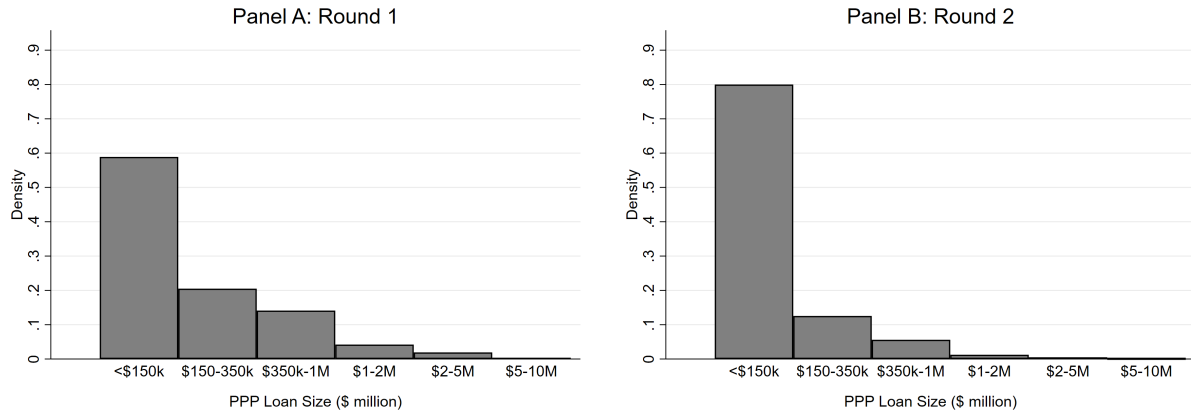 Panel A: Round 1
.9
.8
.7
.6
.5
.4
.3
.2
.1
0
Density
<$150k $150-350k $350k-1M $1-2M $2-5M $5-10M
PPP Loan Size ($ million)
Panel B: Round 2
.9
.8
.7
.6
.5
.4
.3
.2
.1
0
Density
<$150k $150-350k $350k-1M $1-2M $2-5M $5-10M
PPP Loan Size ($ million)